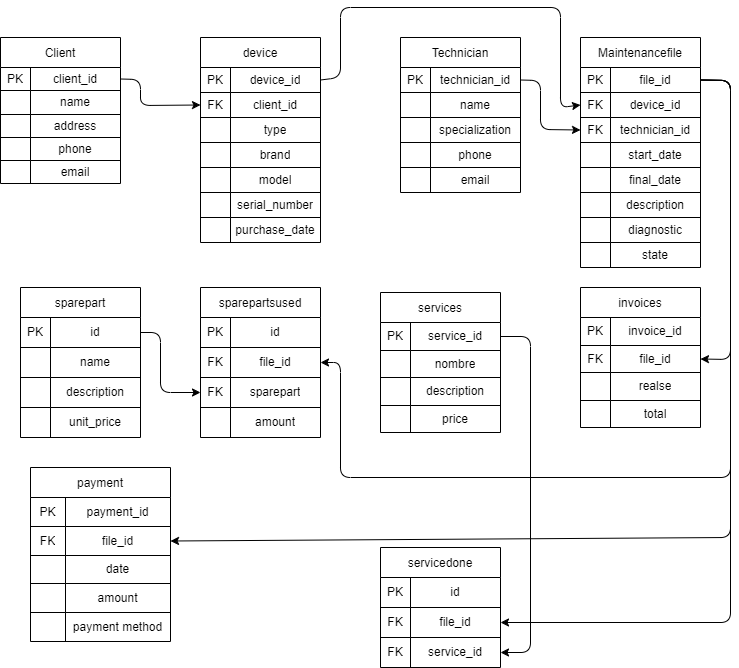 Client
PK client_id
name
address
phone
email
device
PK device_id
FK client_id
type
brand
model
serial_number
purchase_date
Technician
PK technician_id
name
specialization
phone
email
Maintenancefile
PK file_id
FK device_id
FK technician_id
start_date
final_date
description
diagnostic
state
sparepart
PK id
name
description
unit_price
sparepartsused
PK id
FK file_id
FK sparepart
amount
services
PK service_id
nombre
description
price
invoices
PK invoice_id
FK file_id
realse
total
payment
PK payment_id
FK file_id
date
amount
payment method
servicedone
PK id
FK file_id
FK service_id